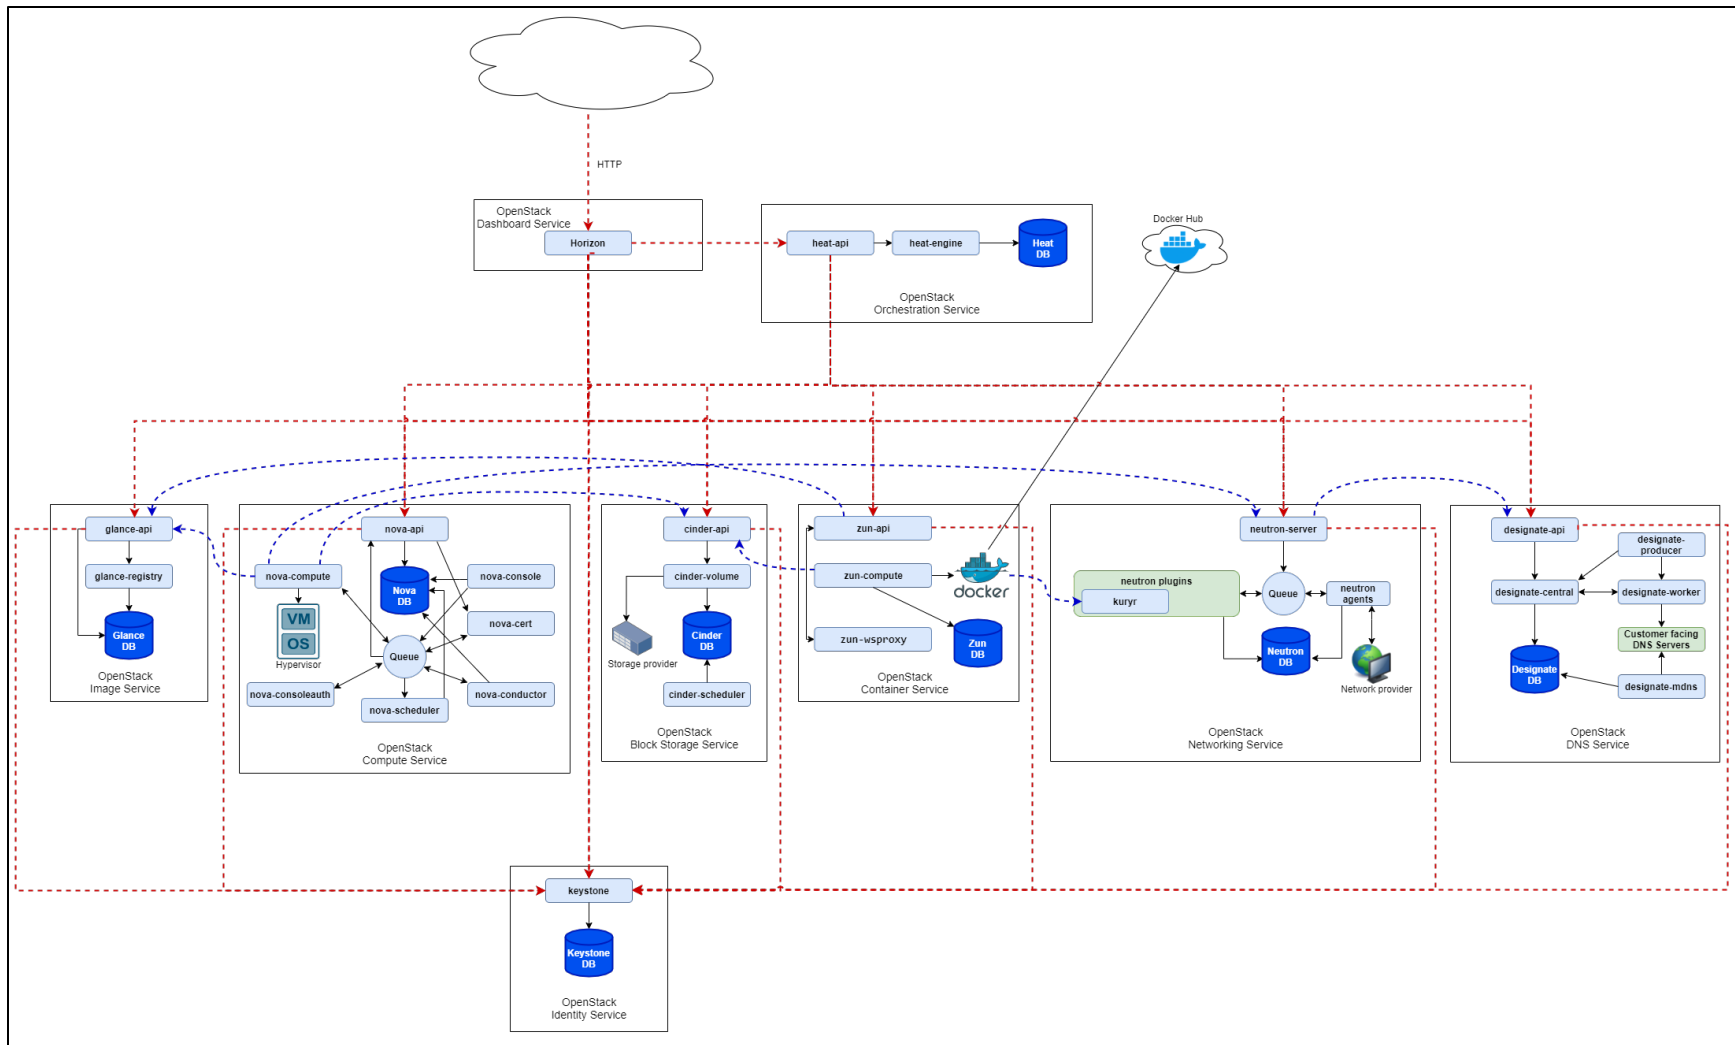 HTTP
OpenStack
Dashboard Service
Horizon
heat-api
heat-engine
Heat
DB
OpenStack
Orchestration Service
Docker Hub
glance-api
glance-registry
Glance
DB
OpenStack
Image Service
nova-api
nova-compute
nova-console
Nova
DB
nova-cert
VM
OS
Hypervisor
Queue
nova-consoleauth
nova-conductor
nova-scheduler
OpenStack
Compute Service
cinder-api
cinder-volume
Storage provider
Cinder
DB
cinder-scheduler
OpenStack
Block Storage Service
zun-api
zun-compute
docker
zun-wsproxy
Zun
DB
OpenStack
Container Service
neutron-server
neutron plugins
kuryr
Queue
neutron
agents
Neutron
DB
Network provider
OpenStack
Networking Service
designate-api
designate-
producer
designate-central
designate-worker
Customer facing
DNS Servers
Designate
DB
designate-mdns
OpenStack
DNS Service
keystone
Keystone
DB
OpenStack
Identity Service